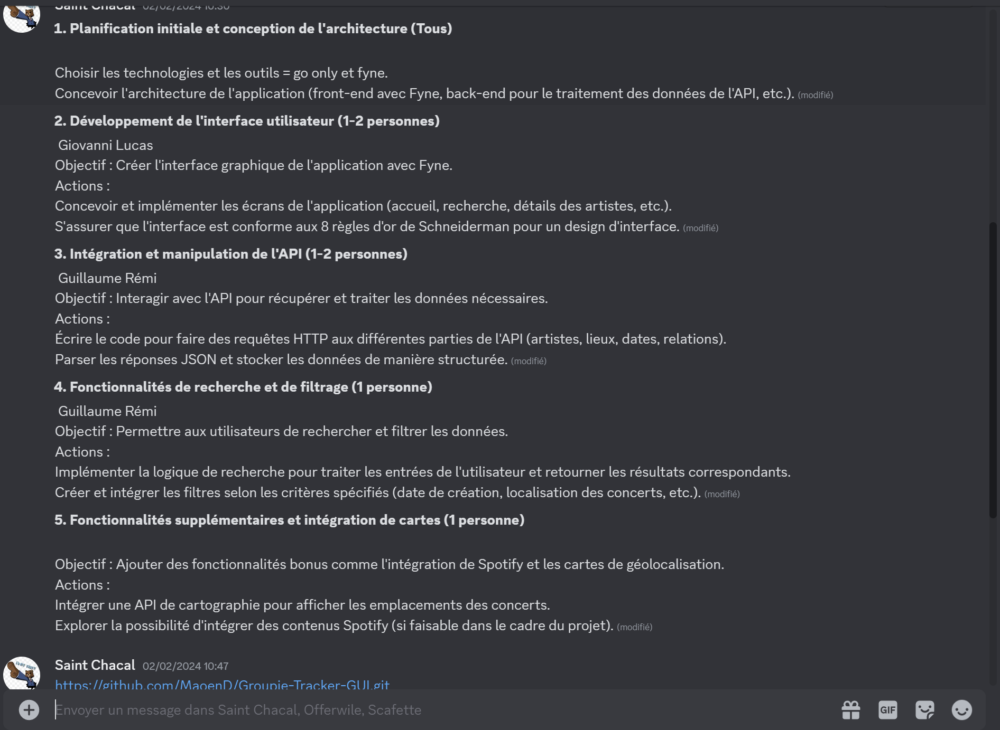 Saint Chacal 02/02/2024 10:30
1. Planification initiale et conception de l'architecture (Tous)
Choisir les technologies et les outils = go only et fyne.
Concevoir l'architecture de l'application (front-end avec Fyne, back-end pour le traitement des données de l'API, etc.). (modifié)
2. Développement de l'interface utilisateur (1-2 personnes)
Giovanni Lucas
Objectif : Créer l'interface graphique de l'application avec Fyne.
Actions :
Concevoir et implémenter les écrans de l'application (accueil, recherche, détails des artistes, etc.).
S'assurer que l'interface est conforme aux 8 règles d'or de Schneiderman pour un design d'interface. (modifié)
3. Intégration et manipulation de l'API (1-2 personnes)
Guillaume Rémi
Objectif : Interagir avec l'API pour récupérer et traiter les données nécessaires.
Actions :
Écrire le code pour faire des requêtes HTTP aux différentes parties de l'API (artistes, lieux, dates, relations).
Parser les réponses JSON et stocker les données de manière structurée. (modifié)
4. Fonctionnalités de recherche et de filtrage (1 personne)
Guillaume Rémi
Objectif : Permettre aux utilisateurs de rechercher et filtrer les données.
Actions :
Implémenter la logique de recherche pour traiter les entrées de l'utilisateur et retourner les résultats correspondants.
Créer et intégrer les filtres selon les critères spécifiés (date de création, localisation des concerts, etc.). (modifié)
5. Fonctionnalités supplémentaires et intégration de cartes (1 personne)
Objectif : Ajouter des fonctionnalités bonus comme l'intégration de Spotify et les cartes de géolocalisation.
Actions :
Intégrer une API de cartographie pour afficher les emplacements des concerts.
Explorer la possibilité d'intégrer des contenus Spotify (si faisable dans le cadre du projet). (modifié)
Saint Chacal 02/02/2024 10:47
https://github.com/MaoenD/Groupie-Tracker-GUI.git
Envoyer un message dans Saint Chacal, Offerwile, Scafette
GIF